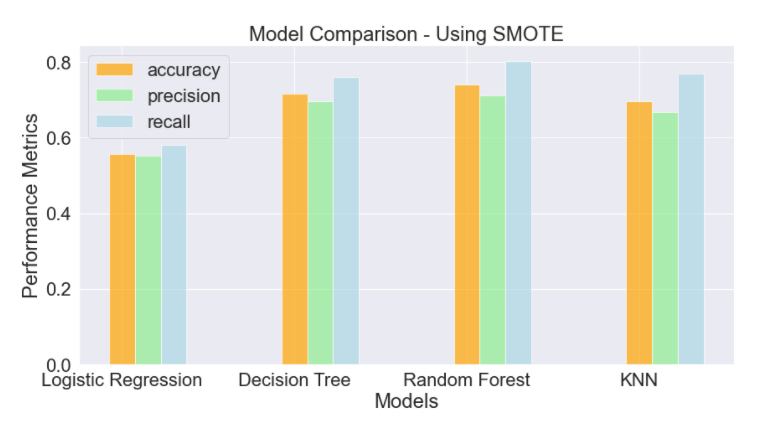 Model Comparison - Using SMOTE
accuracy
precision
recall
Performance Metrics
0.8
0.6
0.4
0.2
0.0
Logistic Regression Decision Tree Random Forest KNN
Models